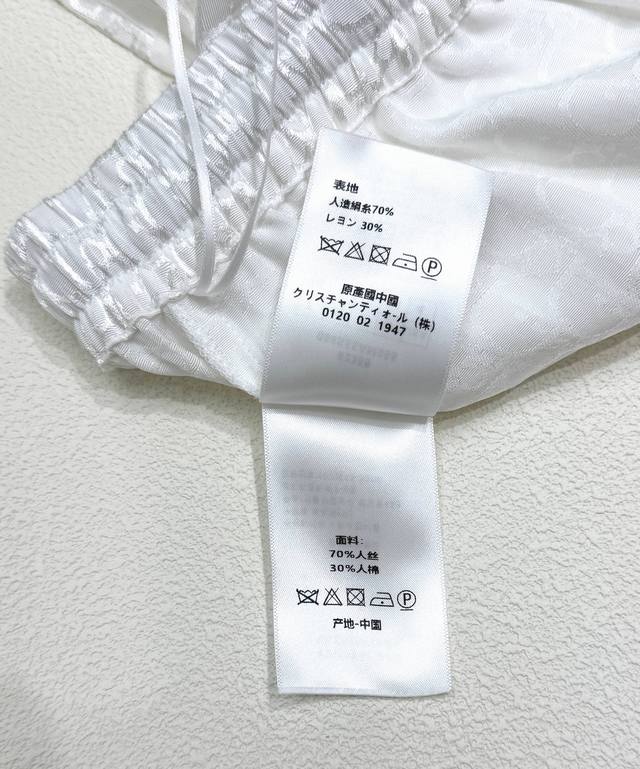 表地
人造絹糸70%
レヨン 30%
P
原產國中國
クリスチャンディオ-ル (株)
0120 02 1947
面料:
70%人丝
30%人棉
P
产地-中国